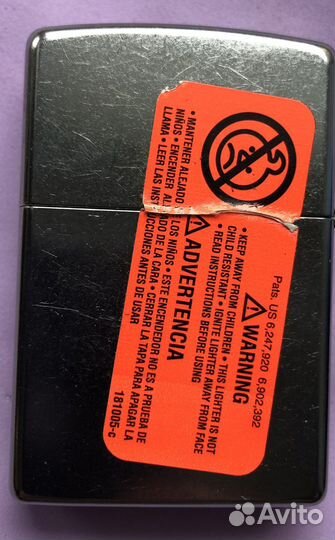 Pats. US 6,247,920 6,902,392
WARNING
• KEEP AWAY FROM CHILDREN • THIS LIGHTER IS NOT
CHILD RESISTANT • IGNITE LIGHTER AWAY FROM FACE
• READ INSTRUCTIONS BEFORE USING
ADVERTENCIA
• MANTENER ALEJADO DE LOS NIÑOS • ESTE ENCENDEDOR NO ES A PRUEBA DE
NIÑOS • ENCENDER ALEJADO DE LA CARA • CERRAR LA TAPA PARA APAGAR LA
LLAMA • LEER LAS INSTRUCCIONES ANTES DE USAR
181005-c
Avito